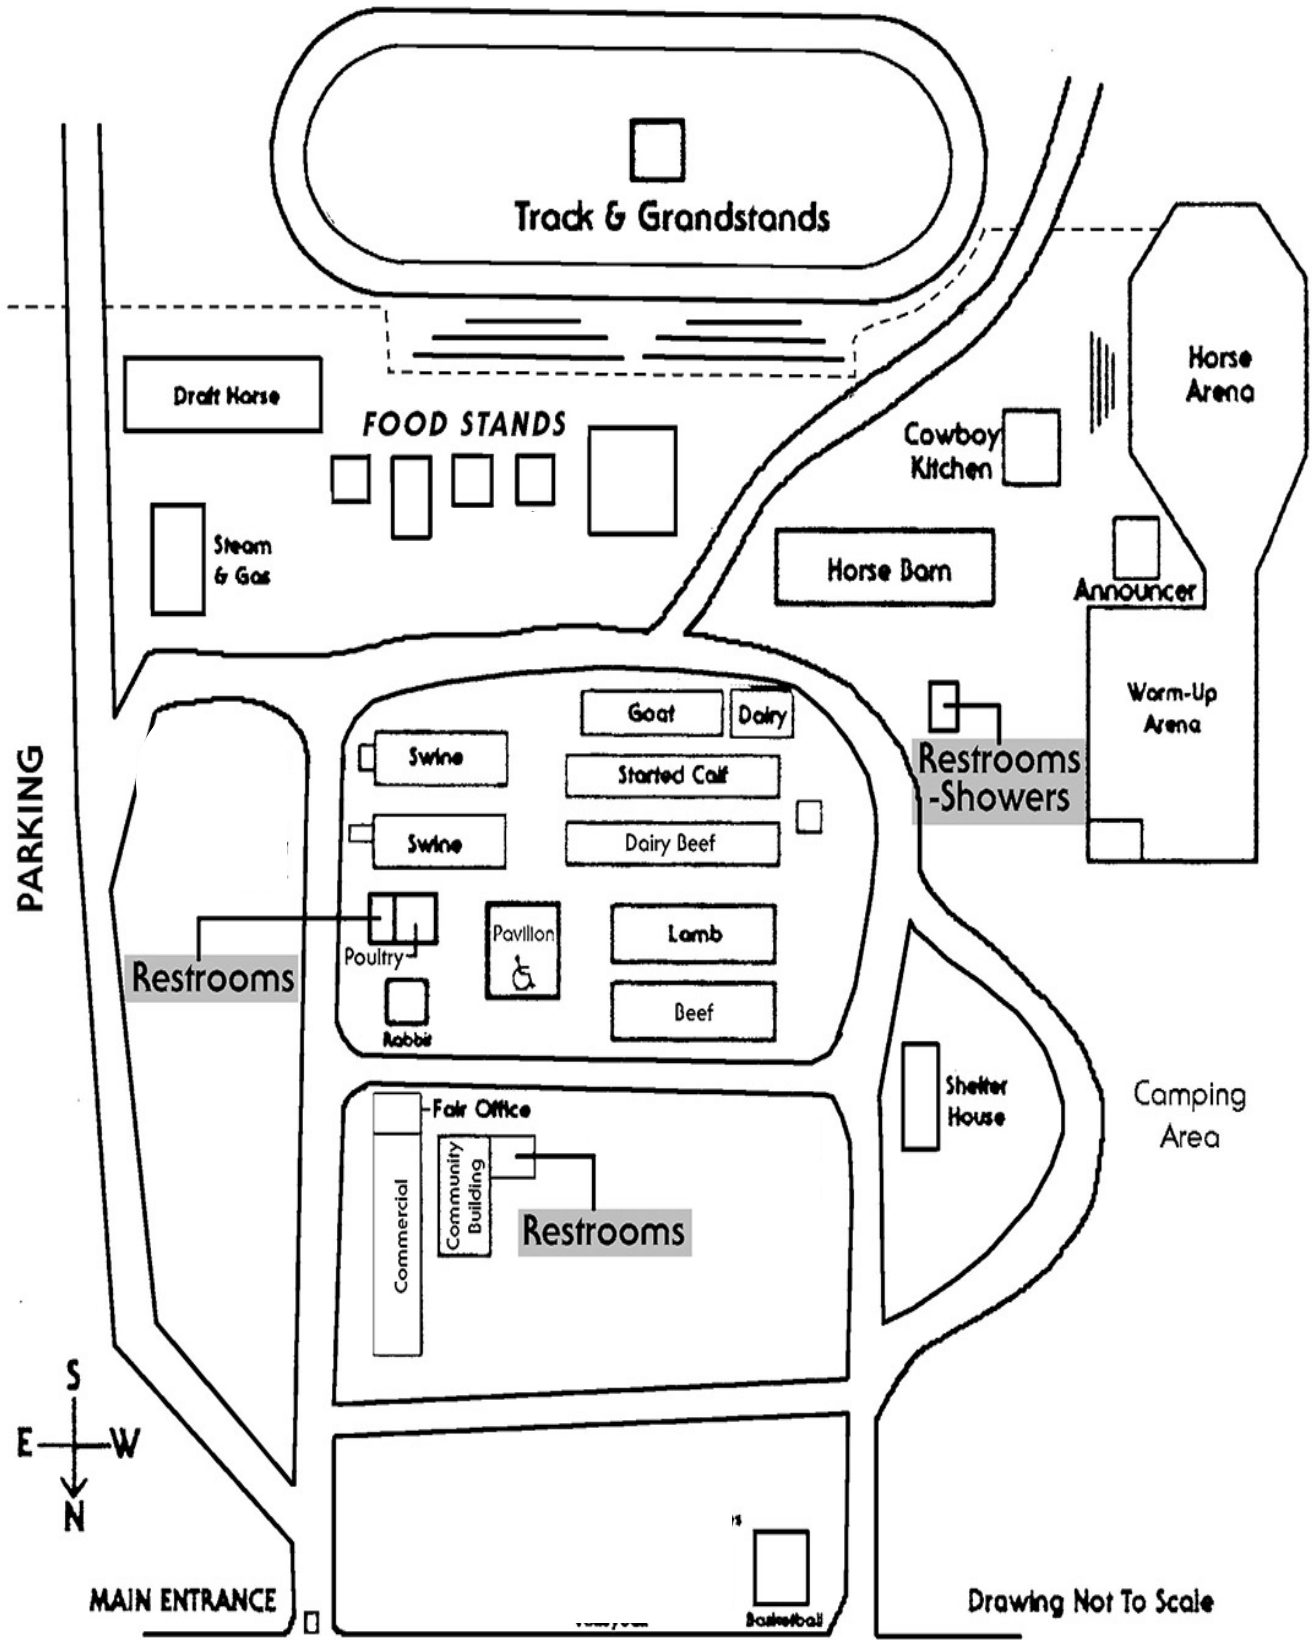 Track & Grandstands
Draft Horse
FOOD STANDS
Horse
Arena
Cowboy
Kitchen
Steam
& Gas
Horse Barn
Announcer
Goat
Dairy
Warm-Up
Arena
Swine
Started Calf
Restrooms
-Showers
PARKING
Swine
Dairy Beef
Pavilion
Lamb
Poultry
Restrooms
Beef
Rabbit
Fair Office
Shelter
House
Camping
Area
Community
Building
Commercial
Restrooms
S
E
W
N
MAIN ENTRANCE
Basketball
Drawing Not To Scale